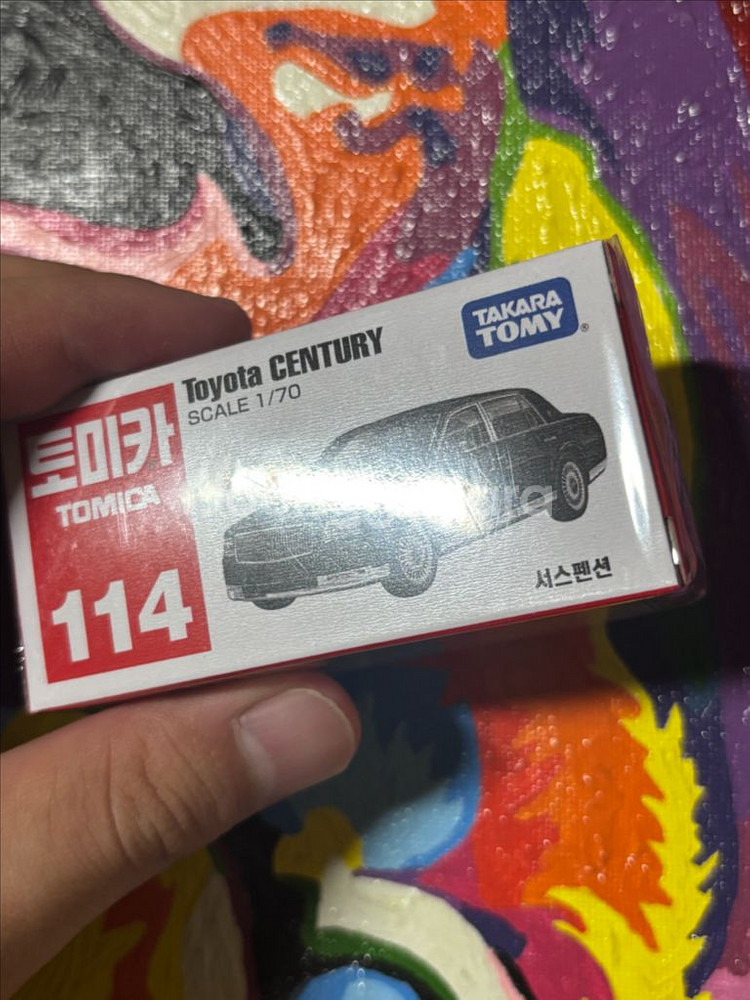 TAKARA
TOMY
®
Toyota CENTURY
SCALE 1/70
토미카
TOMICA
114
서스펜션